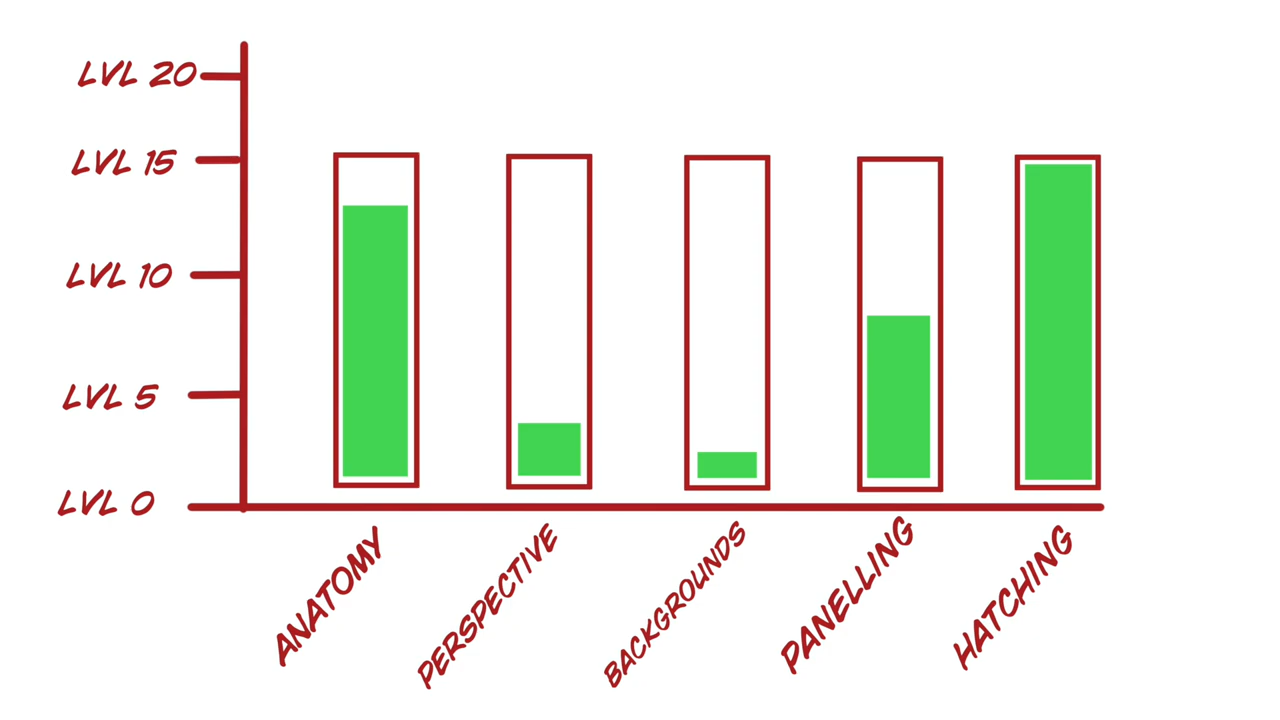 LVL 20
LVL 15
LVL 10
LVL 5
LVL 0
ANATOMY
PERSPECTIVE
BACKGROUNDS
PANELLING
HATCHING